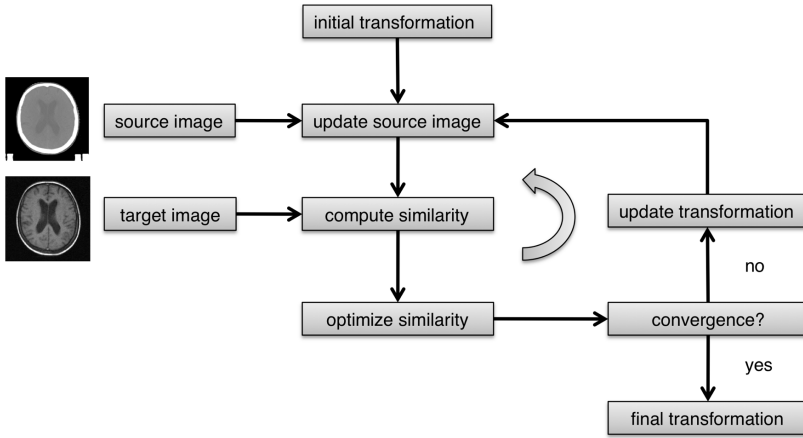 initial transformation
source image
update source image
target image
compute similarity
update transformation
no
optimize similarity
convergence?
yes
final transformation